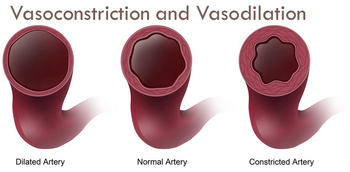 Vasoconstriction and Vasodilation
Dilated Artery
Normal Artery
Constricted Artery